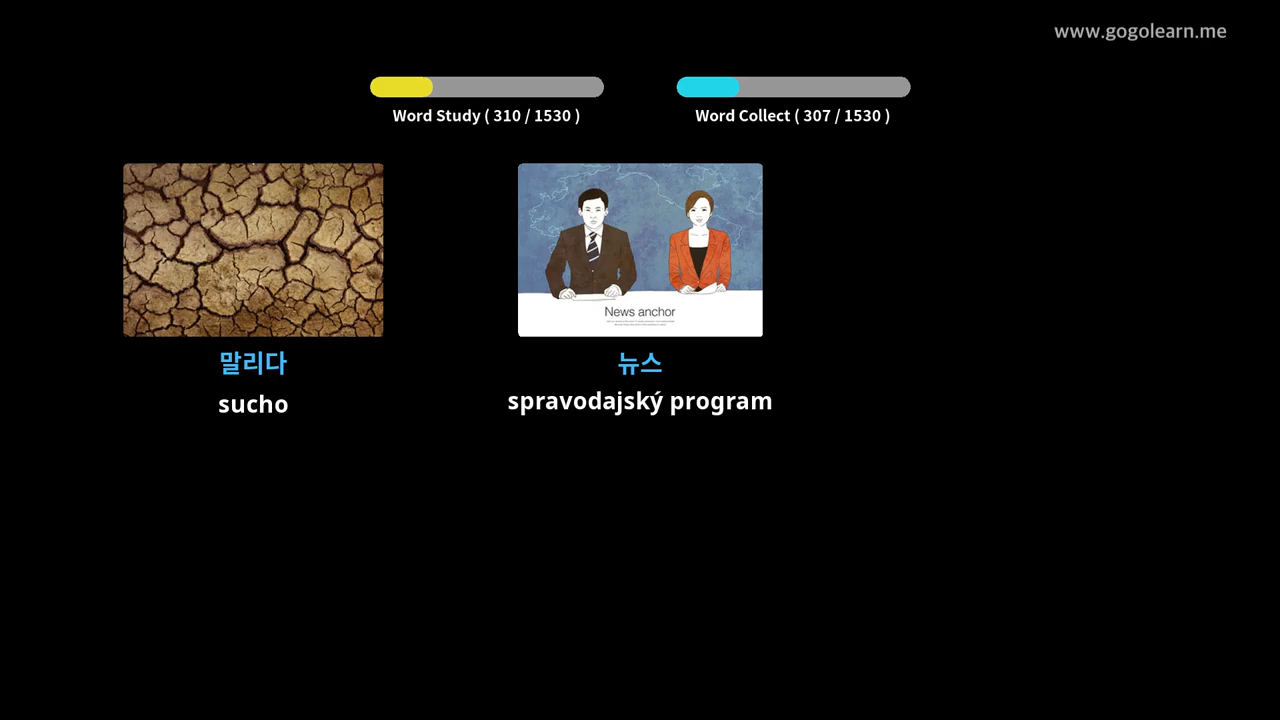 www.gogolearn.me
Word Study ( 310 / 1530 )
Word Collect ( 307 / 1530 )
News anchor
말리다
뉴스
sucho
spravodajský program